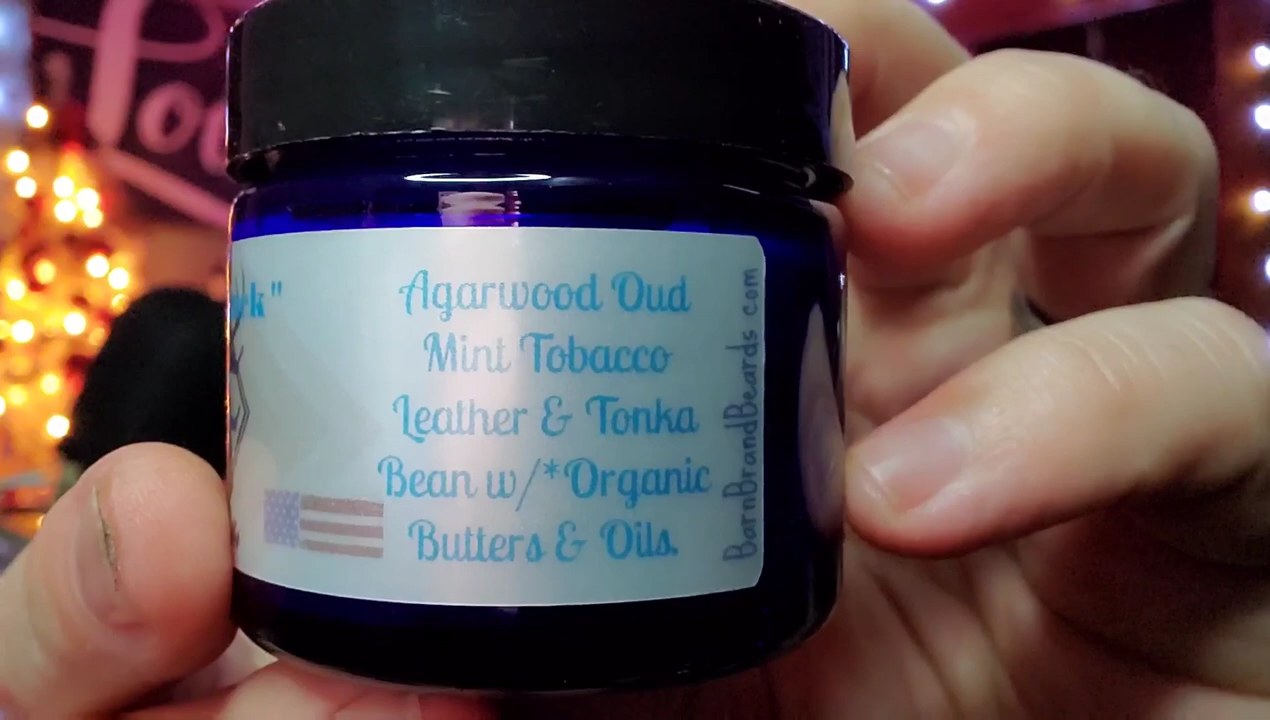 Agarwood Oud
Mint Tobacco
Leather & Tonka
Bean w/*Organic
Butters & Oils.
BarnBrandBeards.com